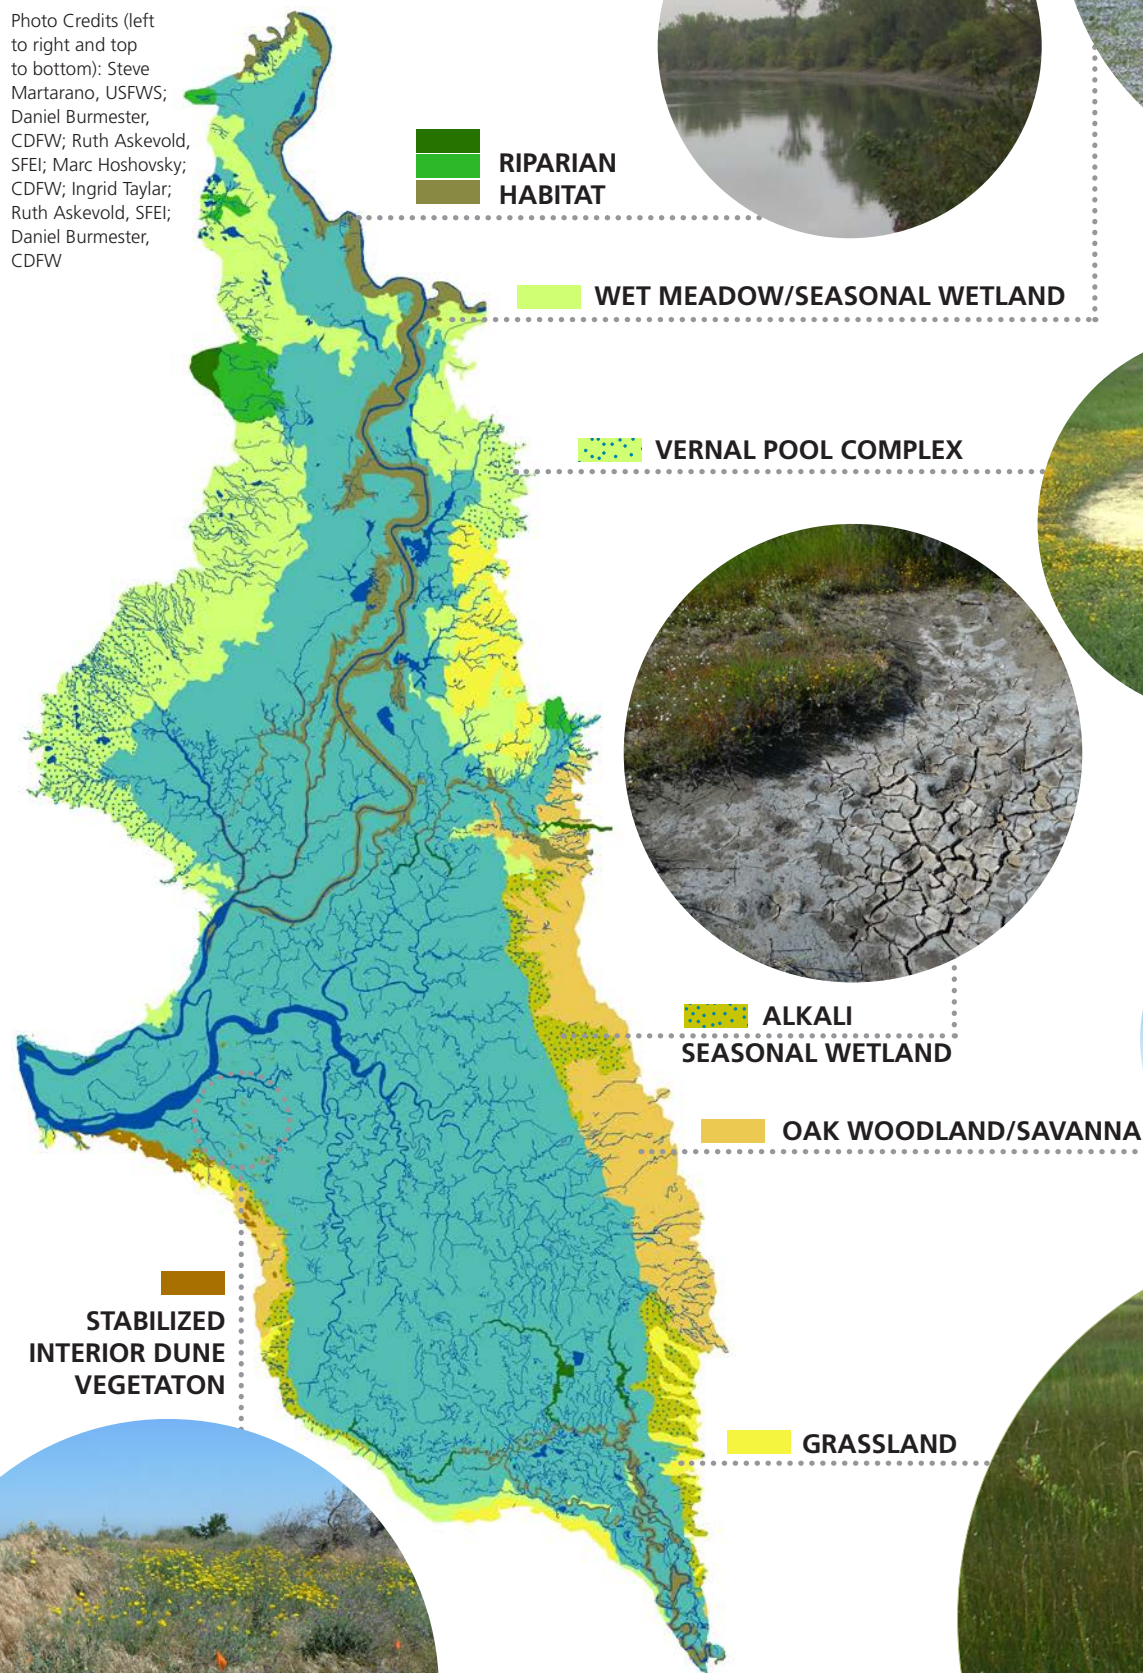 Photo Credits (left
to right and top
to bottom): Steve
Martarano, USFWS;
Daniel Burmester,
CDFW; Ruth Askevold,
SFEI; Marc Hoshovsky;
CDFW; Ingrid Taylar;
Ruth Askevold, SFEI;
Daniel Burmester,
CDFW
RIPARIAN
HABITAT
WET MEADOW/SEASONAL WETLAND
VERNAL POOL COMPLEX
ALKALI
SEASONAL WETLAND
OAK WOODLAND/SAVANNA
STABILIZED
INTERIOR DUNE
VEGETATON
GRASSLAND